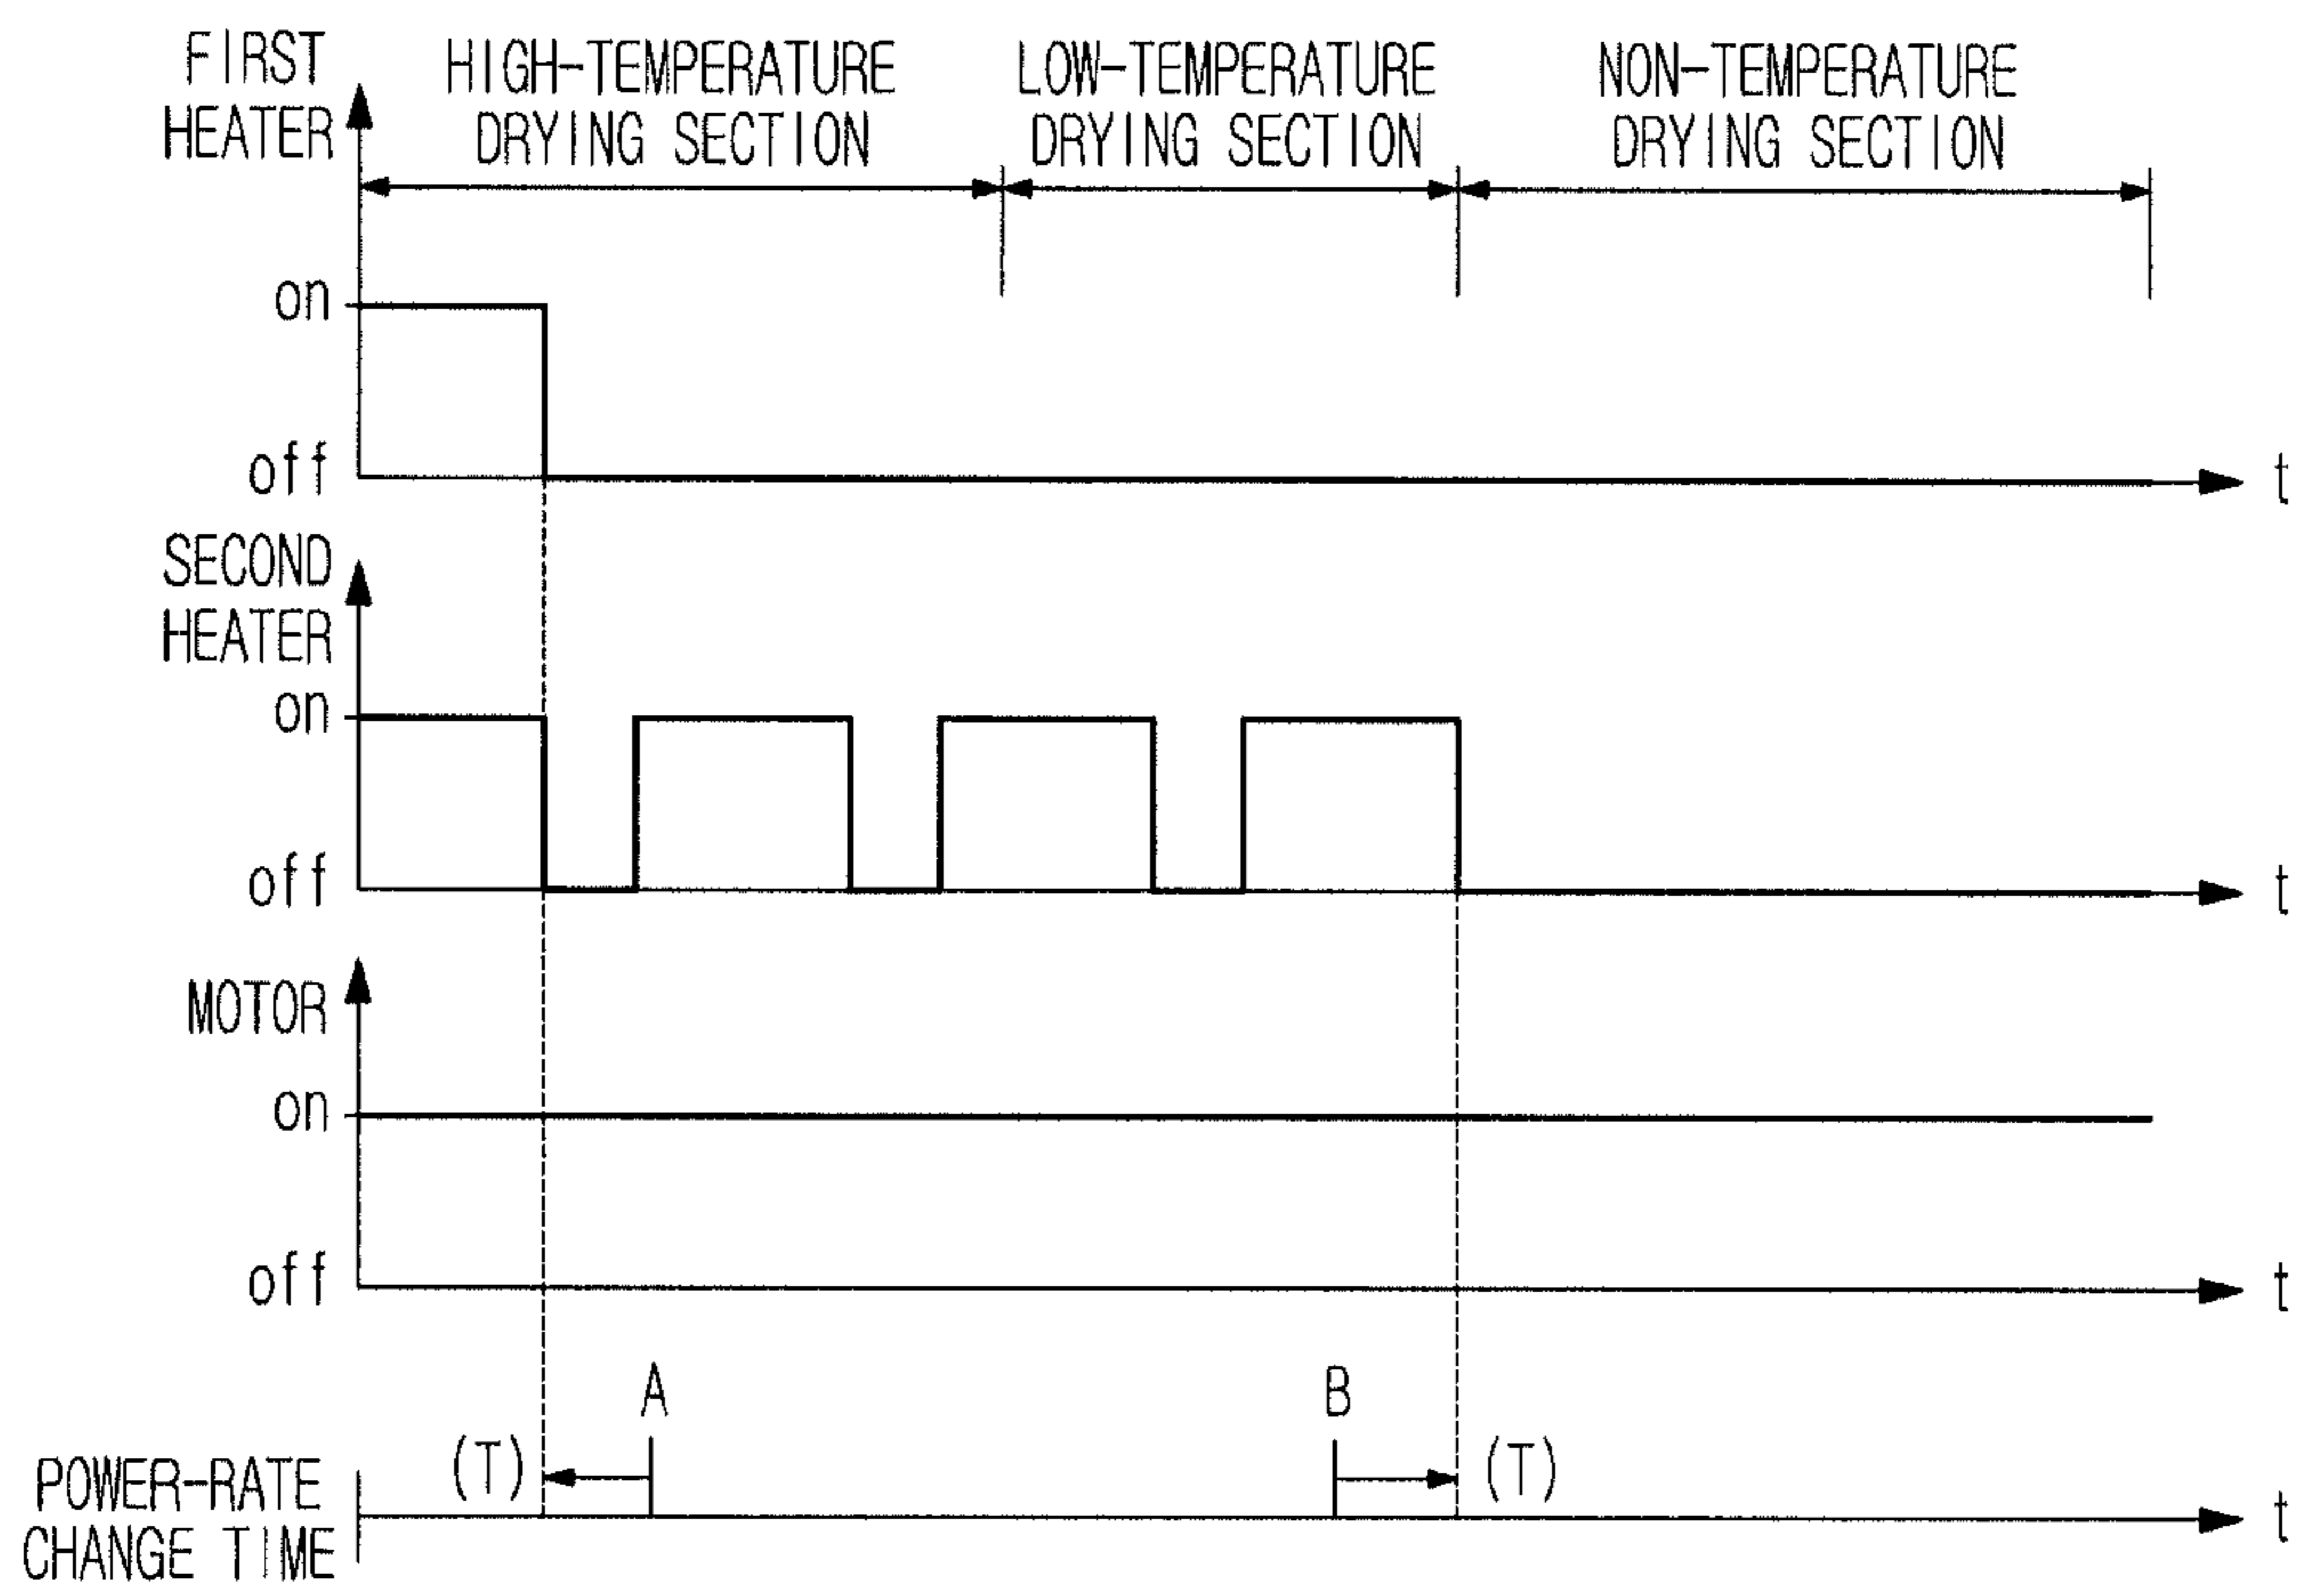 FIRST
HEATER
HIGH-TEMPERATURE
DRYING SECTION
LOW-TEMPERATURE
DRYING SECTION
NON-TEMPERATURE
DRYING SECTION
on
off
t
SECOND
HEATER
on
off
t
MOTOR
on
off
t
A
B
(T)
(T)
POWER-RATE
CHANGE TIME
t